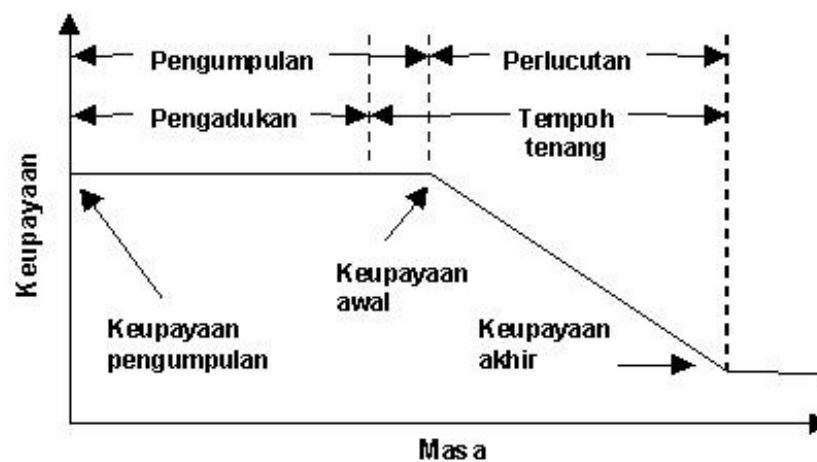 Pengumpulan
Perlucutan
Pengadukan
Tempoh
tenang
Keupayaan
Keupayaan
awal
Keupayaan
pengumpulan
Keupayaan
akhir
Masa